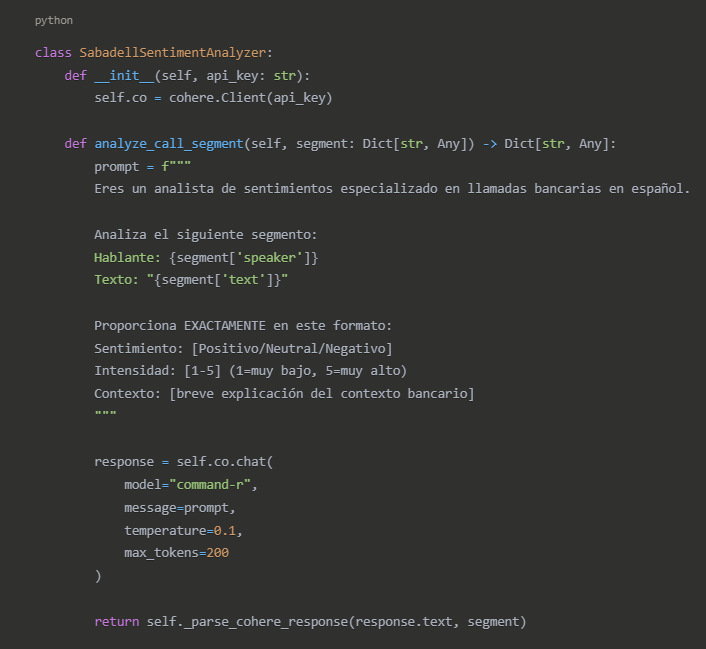 python
class SabadellSentimentAnalyzer:
    def __init__(self, api_key: str):
        self.co = cohere.Client(api_key)

    def analyze_call_segment(self, segment: Dict[str, Any]) -> Dict[str, Any]:
        prompt = f"""
        Eres un analista de sentimientos especializado en llamadas bancarias en español.

        Analiza el siguiente segmento:
        Hablante: {segment['speaker']}
        Texto: "{segment['text']}"

        Proporciona EXACTAMENTE en este formato:
        Sentimiento: [Positivo/Neutral/Negativo]
        Intensidad: [1-5] (1=muy bajo, 5=muy alto)
        Contexto: [breve explicación del contexto bancario]
        """

        response = self.co.chat(
            model="command-r",
            message=prompt,
            temperature=0.1,
            max_tokens=200
        )

        return self._parse_cohere_response(response.text, segment)